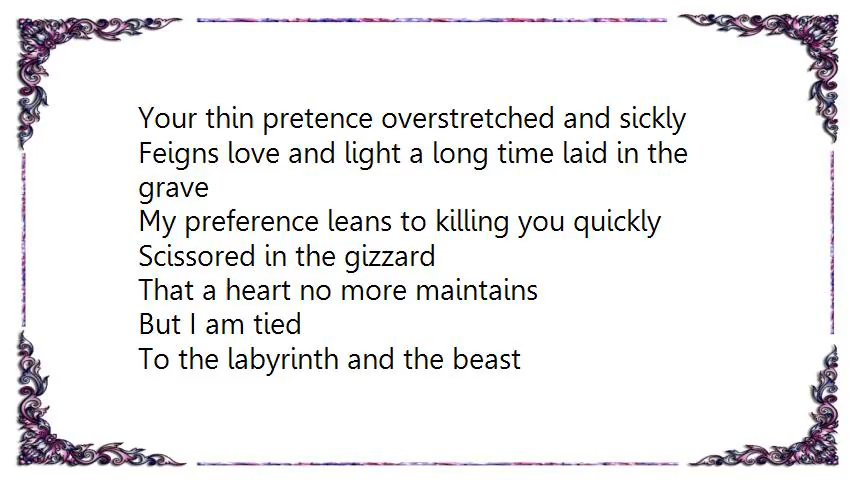 Your thin pretence overstretched and sickly
Feigns love and light a long time laid in the
grave
My preference leans to killing you quickly
Scissored in the gizzard
That a heart no more maintains
But I am tied
To the labyrinth and the beast